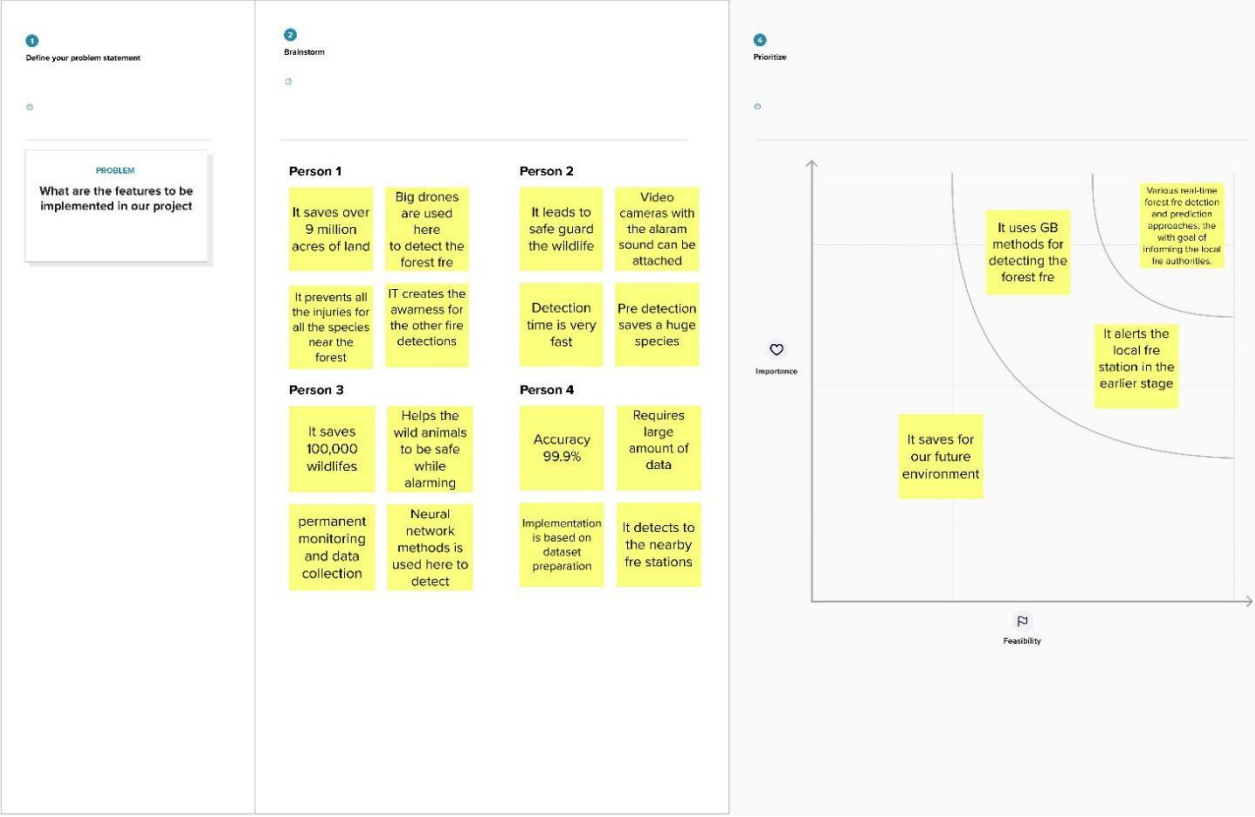 1
Define your problem statement
PROBLEM
What are the features to be
implemented in our project
2
Brainstorm
Person 1
It saves over
9 million
acres of land
Big drones
are used
here
to detect the
forest fre
It prevents all
the injuries for
all the species
near the
forest
IT creates the
awarness for
the other fire
detections
Person 2
It leads to
safe guard
the wildlife
Video
cameras with
the alaram
sound can be
attached
Detection
time is very
fast
Pre detection
saves a huge
species
Person 3
It saves
100,000
wildlifes
Helps the
wild animals
to be safe
while
alarming
permanent
monitoring
and data
collection
Neural
network
methods is
used here to
detect
Person 4
Accuracy
99.9%
Requires
large
amount of
data
Implementation
is based on
dataset
preparation
It detects to
the nearby
fre stations
4
Prioritize
Importance
It uses GB
methods for
detecting the
forest fre
Various real-time
forest fre detction
and prediction
approaches, the
with goal of
informing the local
fre authorities.
It alerts the
local fre
station in the
earlier stage
It saves for
our future
environment
Feasibility